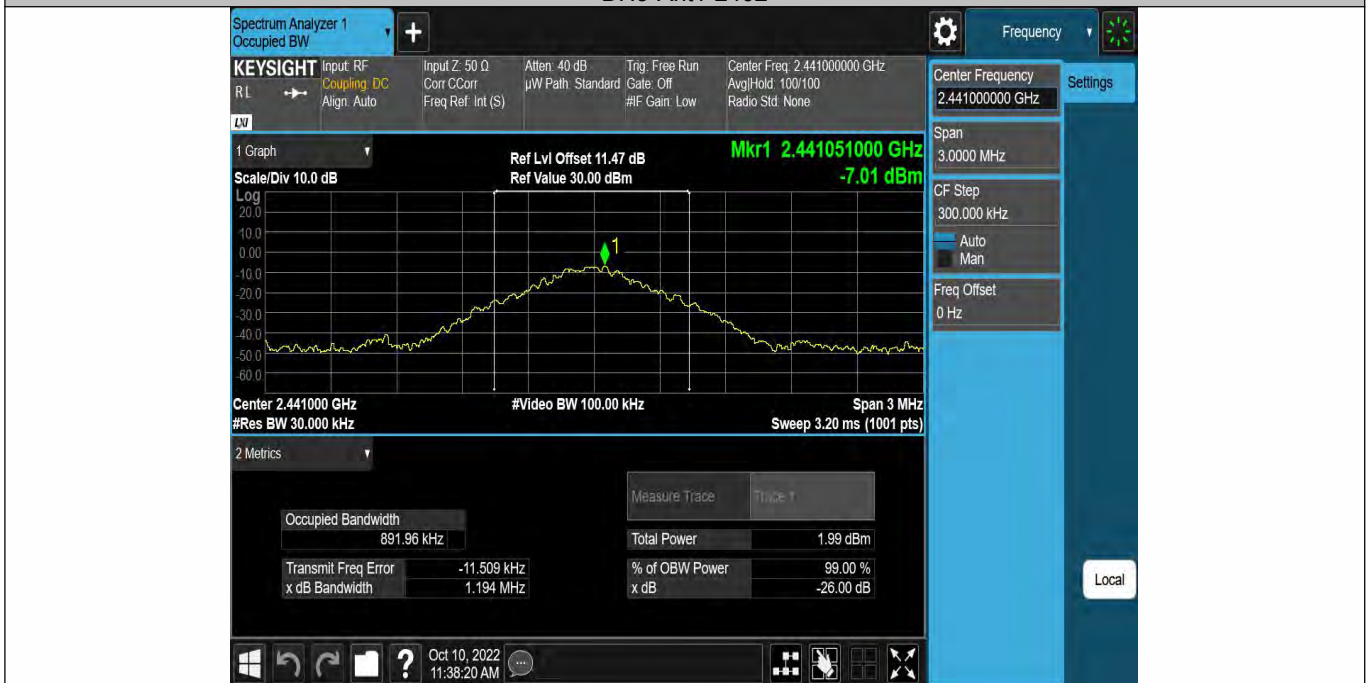 Spectrum Analyzer 1
Occupied BW
Frequency
KEYSIGHT
RL
LXI
Input: RF
Coupling: DC
Align: Auto
Input Z: 50 Ω
Corr CCorr
Freq Ref: Int (S)
Atten: 40 dB
µW Path: Standard
Trig: Free Run
Gate: Off
#IF Gain: Low
Center Freq: 2.441000000 GHz
Avg|Hold: 100/100
Radio Std: None
Center Frequency
2.441000000 GHz
Settings
Span
3.0000 MHz
CF Step
300.000 kHz
Auto
Man
Freq Offset
0 Hz
1 Graph
Scale/Div 10.0 dB
Ref Lvl Offset 11.47 dB
Ref Value 30.00 dBm
Mkr1 2.441051000 GHz
-7.01 dBm
Log
20.0
10.0
0.00
-10.0
-20.0
-30.0
-40.0
-50.0
-60.0
1
Center 2.441000 GHz
#Video BW 100.00 kHz
Span 3 MHz
#Res BW 30.000 kHz
Sweep 3.20 ms (1001 pts)
2 Metrics
Measure Trace
Trace 1
Occupied Bandwidth
891.96 kHz
Total Power
1.99 dBm
Transmit Freq Error
-11.509 kHz
% of OBW Power
99.00 %
x dB Bandwidth
1.194 MHz
x dB
-26.00 dB
Local
?
Oct 10, 2022
11:38:20 AM